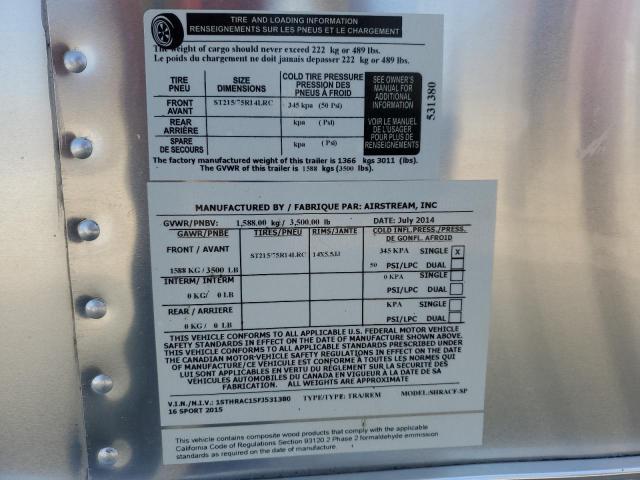 TIRE AND LOADING INFORMATION
RENSEIGNEMENTS SUR LES PNEUS ET LE CHARGEMENT
The weight of cargo should never exceed 222 kg or 489 lbs.
Le poids du chargement ne doit jamais depasser 222 kg or 489 lbs.
TIRE PNEU SIZE DIMENSIONS COLD TIRE PRESSURE PRESSION DES PNEUS À FROID
FRONT AVANT ST215/75R14LRC 345 kpa (50 Psi)
REAR ARRIÈRE kpa ( Psi)
SPARE DE SECOURS kpa ( Psi)
SEE OWNER'S
MANUAL FOR
ADDITIONAL
INFORMATION
VOIR LE MANUEL
DE L'USAGER
POUR PLUS DE
RENSEIGNEMENTS
531380
The factory manufactured weight of this trailer is 1366 kgs 3011 (lbs).
The GVWR of this trailer is 1588 kgs (3500 lbs).
MANUFACTURED BY / FABRIQUE PAR: AIRSTREAM, INC
GVWR/PNBV: 1,588.00 kg/ 3,500.00 lb DATE: July 2014
GAWR/PNBE TIRES/PNEU RIMS/JANTE COLD INFL.PRESS./PRESS. DE GONFL. AFROID
FRONT / AVANT ST215/75R14LRC 14X5.5JJ 345 KPA SINGLE X
1588 KG/ 3500 LB 50 PSI/LPC DUAL
INTERM/ INTERM 0 KPA SINGLE
0 KG/ 0 LB PSI/LPC DUAL
REAR / ARRIERE KPA SINGLE
0 KG / 0 LB PSI/LPC DUAL
THIS VEHICLE CONFORMS TO ALL APPLICABLE U.S. FEDERAL MOTOR VEHICLE
SAFETY STANDARDS IN EFFECT ON THE DATE OF MANUFACTURE SHOWN ABOVE.
THIS VEHICLE CONFORMS TO ALL APPLICABLE STANDARDS PRESCRIBED UNDER
THE CANADIAN MOTOR-VEHICLE SAFETY REGULATIONS IN EFFECT ON THE DATE
OF MANUFACTURE/CE VÉHICULE EST CONFORME À TOUTES LES NORMES QUI
LUI SONT APPLICABLES EN VERTU DU RÈGLEMENT SUR LA SÉCURITÉ DES
VÉHICULES AUTOMOBILES DU CANADA EN VIGUEUR A LA DATE DE SA
FABRICATION. ALL WEIGHTS ARE APPROXIMATE
V.I.N./N.I.V.: 1STHRAC15FJ531380 TYPE/TYPE: TRA/REM MODEL:SHRACF-SP
16 SPORT 2015
This vehicle contains composite wood products that comply with the applicable
California Code of Regulations Section 93120.2 Phase 2 formaldehyde emmission
standards as required on the date of manufacture.